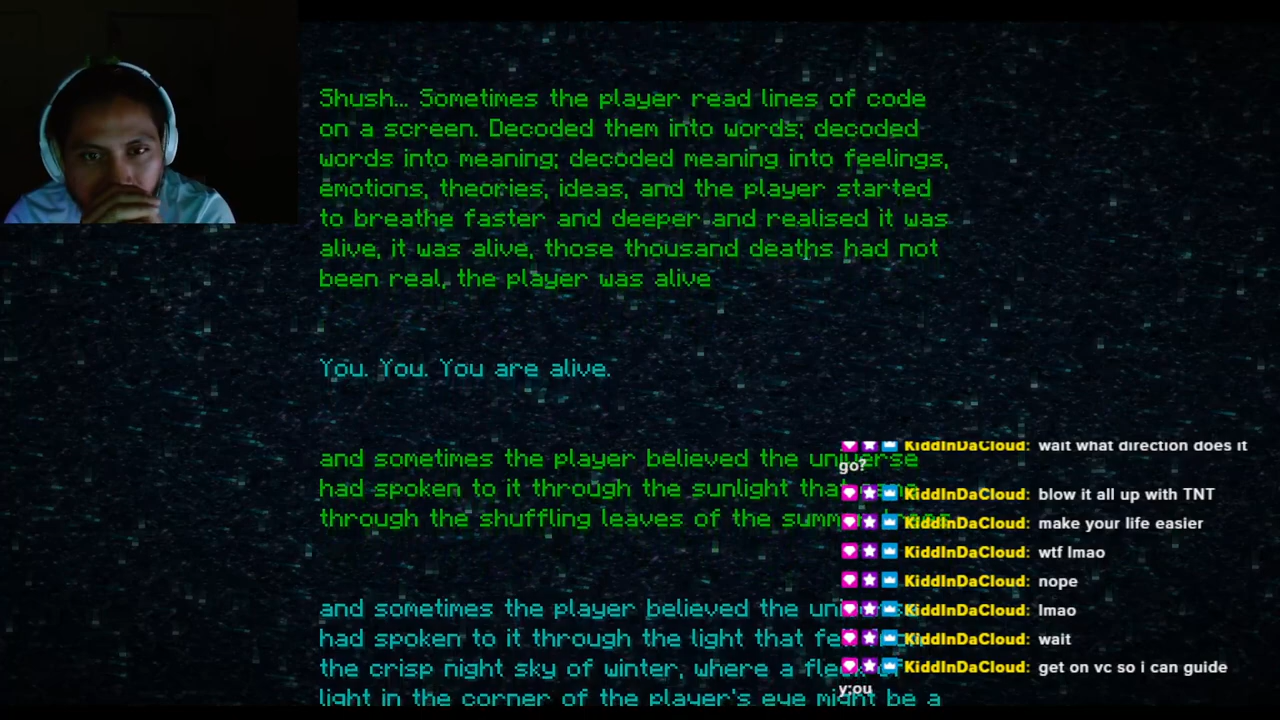 Shush... Sometimes the player read lines of code
on a screen. Decoded them into words; decoded
words into meaning; decoded meaning into feelings,
emotions, theories, ideas, and the player started
to breathe faster and deeper and realised it was
alive, it was alive, those thousand deaths had not
been real, the player was alive
You. You. You are alive.
and sometimes the player believed the universe
had spoken to it through the sunlight that
through the shuffling leaves of the summer
and sometimes the player believed the
had spoken to it through the light that
the crisp night sky of winter, where a of
light in the corner of the player's eye might be a
KiddInDaCloud: wait what direction does it
go?
KiddInDaCloud: blow it all up with TNT
KiddInDaCloud: make your life easier
KiddInDaCloud: wtf lmao
KiddInDaCloud: nope
KiddInDaCloud: lmao
KiddInDaCloud: wait
KiddInDaCloud: get on vc so i can guide
y;ou